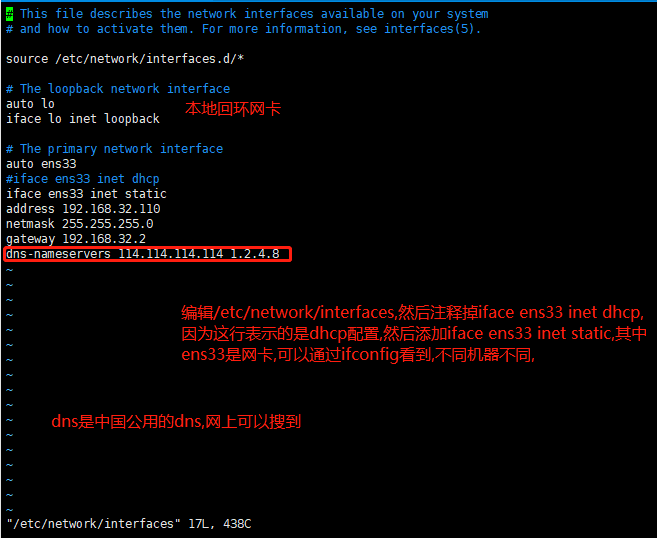 # This file describes the network interfaces available on your system
# and how to activate them. For more information, see interfaces(5).
source /etc/network/interfaces.d/*
# The loopback network interface
auto lo
本地回环网卡
iface lo inet loopback
# The primary network interface
auto ens33
#iface ens33 inet dhcp
iface ens33 inet static
address 192.168.32.110
netmask 255.255.255.0
gateway 192.168.32.2
dns-nameservers 114.114.114.114 1.2.4.8
~
~
~
编辑/etc/network/interfaces,然后注释掉iface ens33 inet dhcp,
~
因为这行表示的是dhcp配置,然后添加iface ens33 inet static,其中
~
ens33是网卡,可以通过ifconfig看到,不同机器不同,
~
~
~
~
~
dns是中国公用的dns,网上可以搜到
~
~
~
~
~
~
"/etc/network/interfaces" 17L, 438C